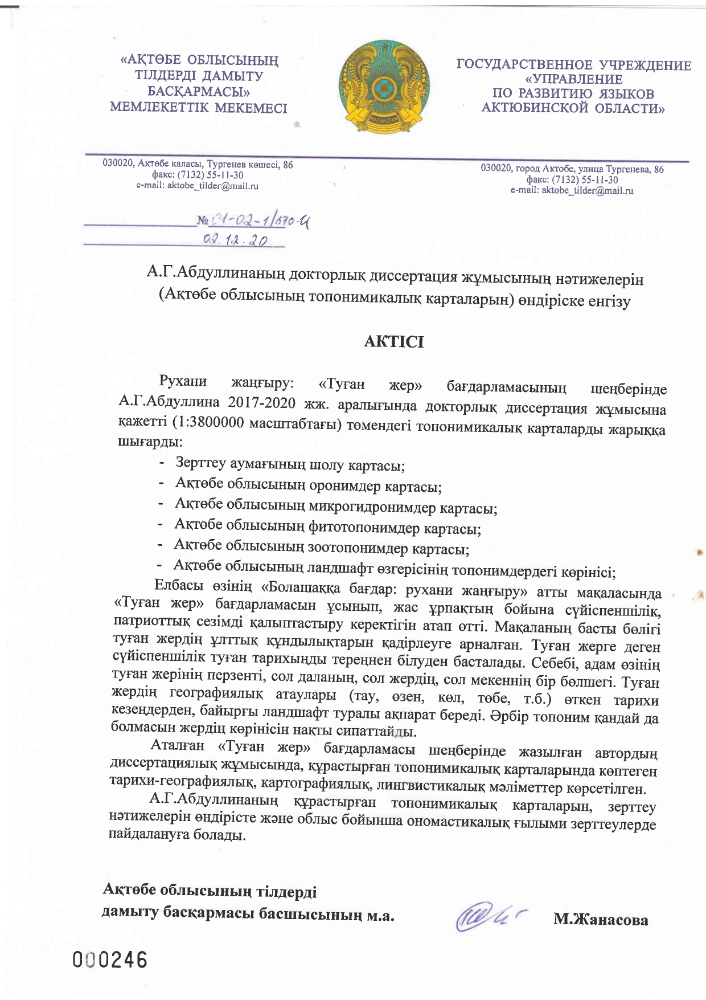 «АҚТӨБЕ ОБЛЫСЫНЫҢ
ТІЛДЕРДІ ДАМЫТУ
БАСҚАРМАСЫ»
МЕМЛЕКЕТТІК МЕКЕМЕСІ
ГОСУДАРСТВЕННОЕ УЧРЕЖДЕНИЕ
«УПРАВЛЕНИЕ
ПО РАЗВИТИЮ ЯЗЫКОВ
АКТЮБИНСКОЙ ОБЛАСТИ»
030020, Ақтөбе каласы, Тургенев көшесі, 86
факс: (7132) 55-11-30
e-mail: aktobe_tilder@mail.ru
030020, город Актобе, улица Тургенева, 86
факс: (7132) 55-11-30
e-mail: aktobe_tilder@mail.ru
№ 01-02-1/570-И
02.12.20
А.Г.Абдуллинаның докторлық диссертация жұмысының нәтижелерін
(Ақтөбе облысының топонимикалық карталарын) өндіріске енгізу
АКТІСІ
Рухани жаңғыру: «Туған жер» бағдарламасының шеңберінде
А.Г.Абдуллина 2017-2020 жж. аралығында докторлық диссертация жұмысына
қажетті (1:3800000 масштабтағы) төмендегі топонимикалық карталарды жарыққа
шығарды:
- Зерттеу аумағының шолу картасы;
- Ақтөбе облысының оронимдер картасы;
- Ақтөбе облысының микрогидронимдер картасы;
- Ақтөбе облысының фитотопонимдер картасы;
- Ақтөбе облысының зоотопонимдер картасы;
- Ақтөбе облысының ландшафт өзгерісінің топонимдердегі көрінісі;
Елбасы өзінің «Болашаққа бағдар: рухани жаңғыру» атты мақаласында
«Туған жер» бағдарламасын ұсынып, жас ұрпақтың бойына сүйіспеншілік,
патриоттық сезімді қалыптастыру керектігін атап өтті. Мақаланың басты бөлігі
туған жердің ұлттық құндылықтарын қадірлеуге арналған. Туған жерге деген
сүйіспеншілік туған тарихыңды тереңнен білуден басталады. Себебі, адам өзінің
туған жерінің перзенті, сол даланың, сол жердің, сол мекеннің бір бөлшегі. Туған
жердің географиялық атаулары (тау, өзен, көл, төбе, т.б.) өткен тарихи
кезеңдерден, байырғы ландшафт туралы ақпарат береді. Әрбір топоним қандай да
болмасын жердің көрінісін нақты сипаттайды.
Аталған «Туған жер» бағдарламасы шеңберінде жазылған автордың
диссертациялық жұмысында, құрастырған топонимикалық карталарында көптеген
тарихи-географиялық, картографиялық, лингвистикалық мәліметтер көрсетілген.
А.Г.Абдуллинаның құрастырған топонимикалық карталарын, зерттеу
нәтижелерін өндірісте және облыс бойынша ономастикалық ғылыми зерттеулерде
пайдалануға болады.
Ақтөбе облысының тілдерді
дамыту басқармасы басшысының м.а.
М.Жанасова
000246